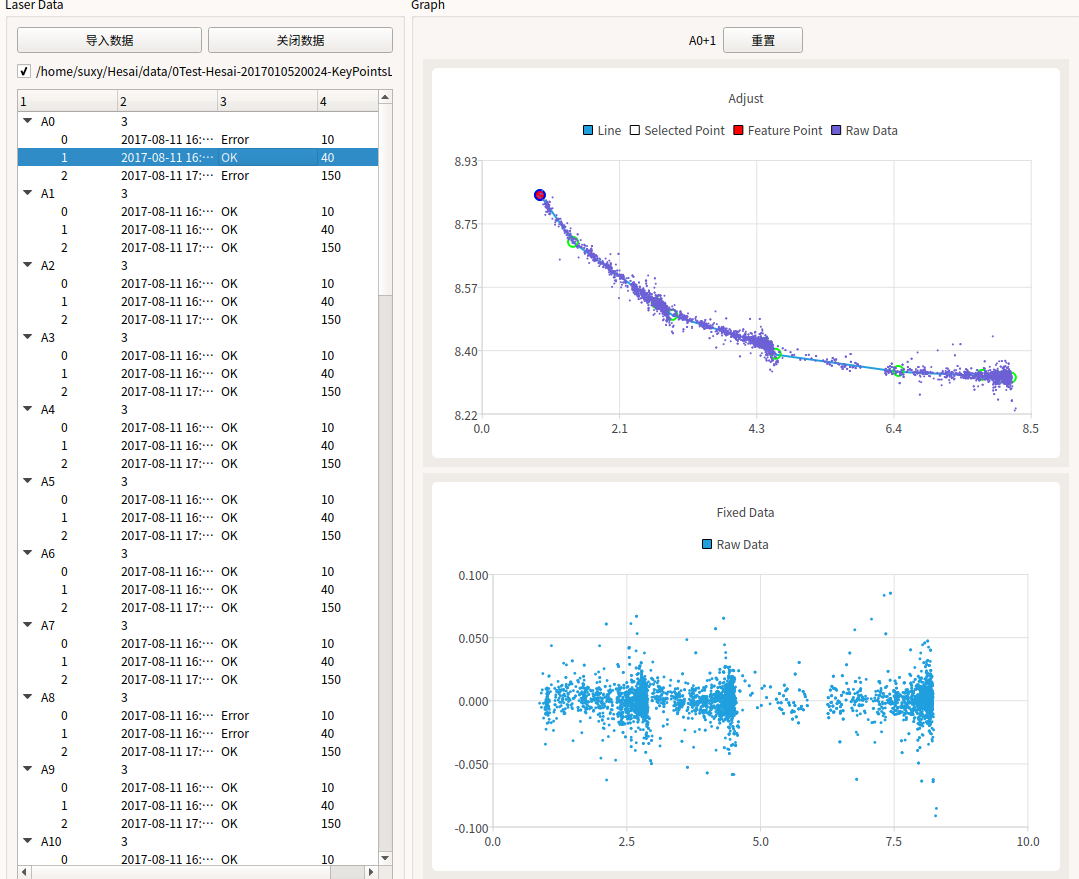 Laser Data
导入数据 关闭数据
/home/suxy/Hesai/data/0Test-Hesai-2017010520024-KeyPointsL
1 2 3 4
A0 3
0 2017-08-11 16:··· Error 10
1 2017-08-11 16:··· OK 40
2 2017-08-11 17:··· Error 150
A1 3
0 2017-08-11 16:··· OK 10
1 2017-08-11 16:··· OK 40
2 2017-08-11 17:··· OK 150
A2 3
0 2017-08-11 16:··· OK 10
1 2017-08-11 16:··· OK 40
2 2017-08-11 17:··· OK 150
A3 3
0 2017-08-11 16:··· OK 10
1 2017-08-11 16:··· OK 40
2 2017-08-11 17:··· OK 150
A4 3
0 2017-08-11 16:··· OK 10
1 2017-08-11 16:··· OK 40
2 2017-08-11 17:··· OK 150
A5 3
0 2017-08-11 16:··· OK 10
1 2017-08-11 16:··· OK 40
2 2017-08-11 17:··· OK 150
A6 3
0 2017-08-11 16:··· OK 10
1 2017-08-11 16:··· OK 40
2 2017-08-11 17:··· OK 150
A7 3
0 2017-08-11 16:··· OK 10
1 2017-08-11 16:··· OK 40
2 2017-08-11 17:··· OK 150
A8 3
0 2017-08-11 16:··· Error 10
1 2017-08-11 16:··· Error 40
2 2017-08-11 17:··· OK 150
A9 3
0 2017-08-11 16:··· OK 10
1 2017-08-11 16:··· OK 40
2 2017-08-11 17:··· OK 150
A10 3
0 2017-08-11 16:··· OK 10
Graph
A0+1 重置
Adjust
Line Selected Point Feature Point Raw Data
8.93
8.75
8.57
8.40
8.22
0.0 2.1 4.3 6.4 8.5
Fixed Data
Raw Data
0.100
0.050
0.000
-0.050
-0.100
0.0 2.5 5.0 7.5 10.0